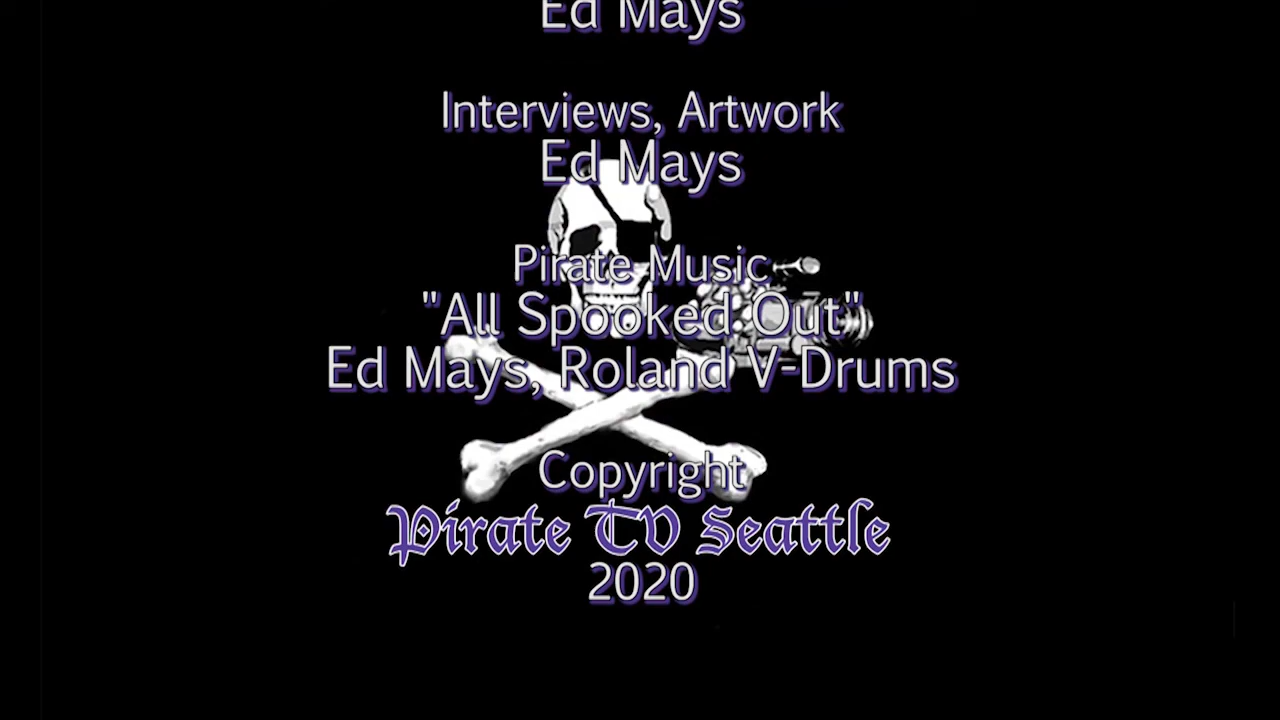 Ed Mays
Interviews, Artwork
Ed Mays
Pirate Music
"All Spooked Out"
Ed Mays, Roland V-Drums
Copyright
Pirate TV Seattle
2020